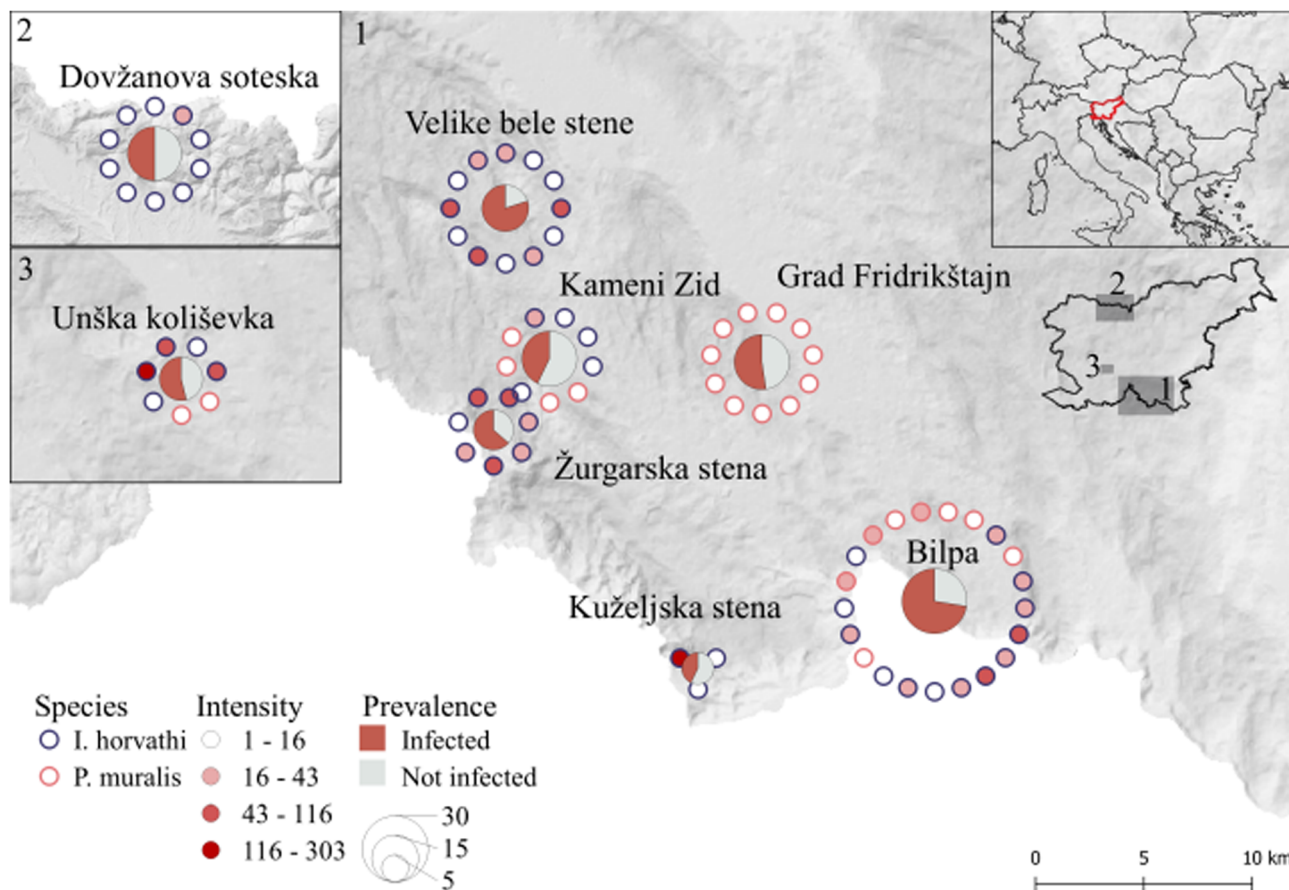 2
Dovžanova soteska
3
Unška koliševka
1
Velike bele stene
Kameni Zid
Grad Fridrikštajn
Žurgarska stena
Bilpa
Kuželjska stena
2
3
1
Species
I. horvathi
P. muralis
Intensity
1 - 16
16 - 43
43 - 116
116 - 303
Prevalence
Infected
Not infected
30
15
5
0 5 10 km